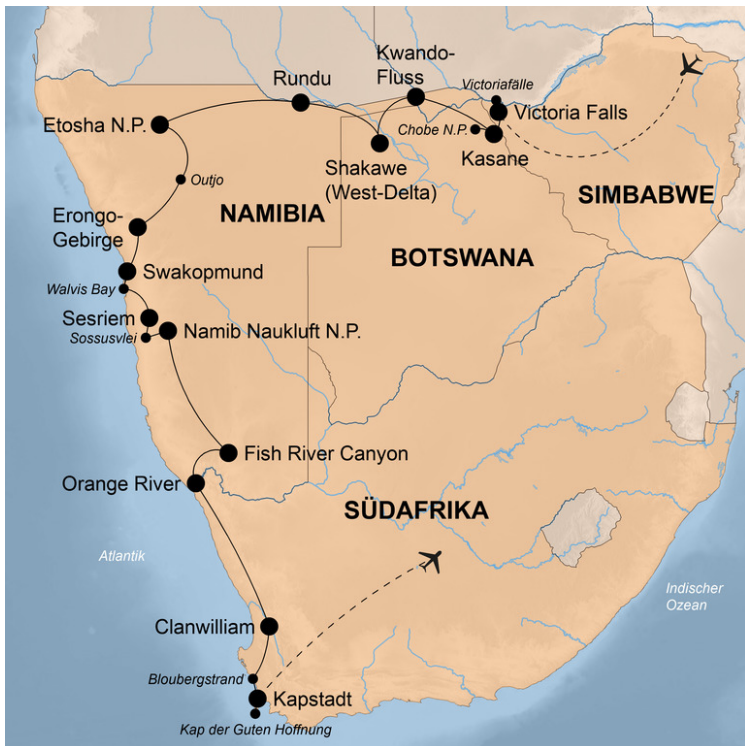 Kwando-
Fluss
Victoriafälle
Rundu
Victoria Falls
Etosha N.P.
Chobe N.P.
Kasane
Shakawe
(West-Delta)
Outjo
SIMBABWE
NAMIBIA
Erongo-
Gebirge
BOTSWANA
Swakopmund
Walvis Bay
Sesriem
Namib Naukluft N.P.
Sossusvlei
Fish River Canyon
Orange River
SÜDAFRIKA
Atlantik
Indischer
Ozean
Clanwilliam
Bloubergstrand
Kapstadt
Kap der Guten Hoffnung